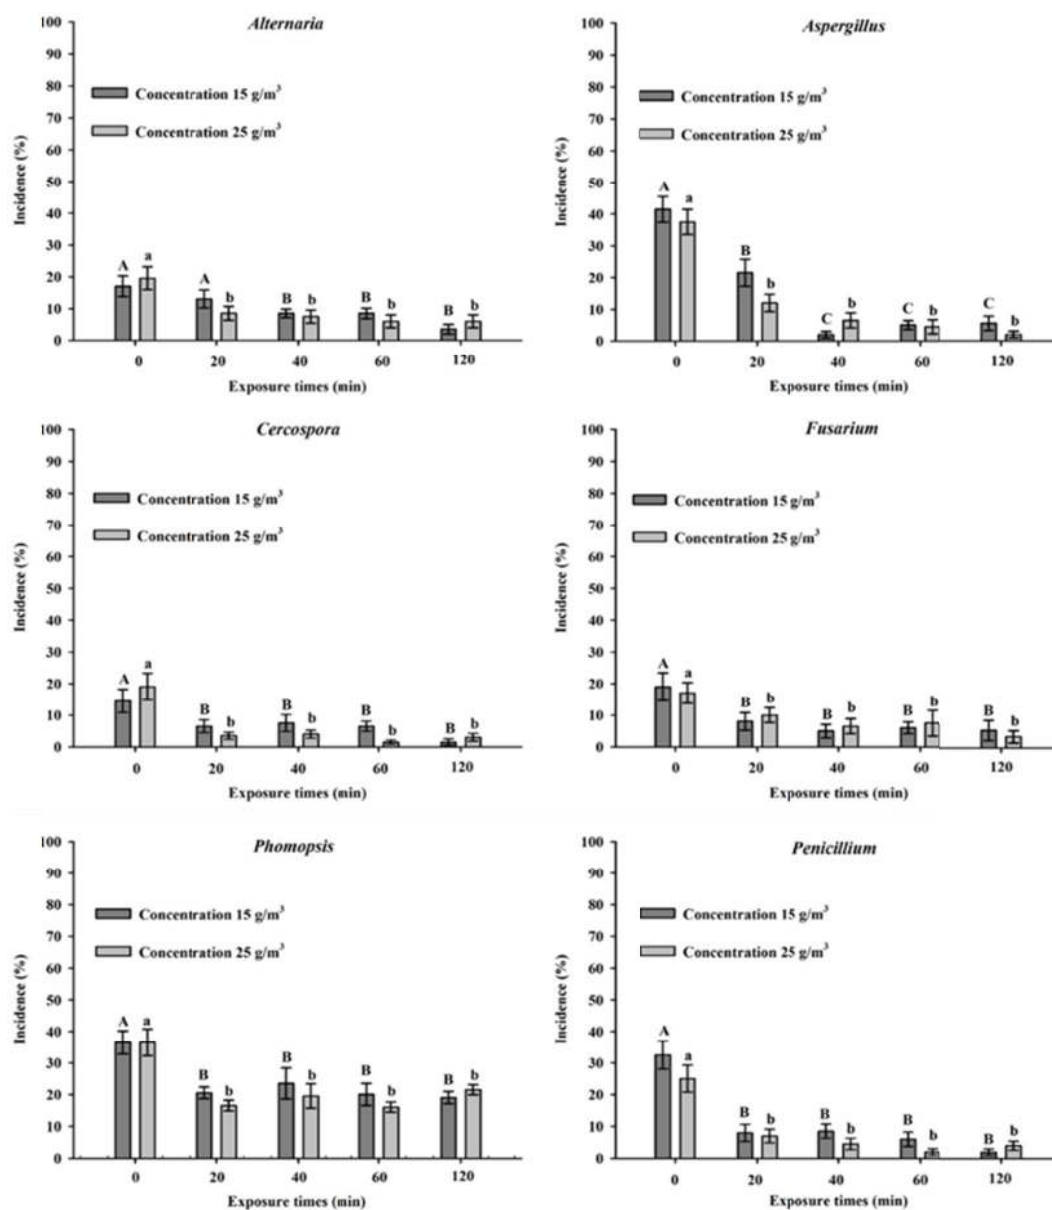 Alternaria
100
90
80
70
60
50
40
30
20
10
0
Incidence (%)
Concentration 15 g/m³
Concentration 25 g/m³
A a A b B b B b B b
0 20 40 60 120
Exposure times (min)
Aspergillus
100
90
80
70
60
50
40
30
20
10
0
Incidence (%)
Concentration 15 g/m³
Concentration 25 g/m³
A a B b C b C b C b
0 20 40 60 120
Exposure times (min)
Cercospora
100
90
80
70
60
50
40
30
20
10
0
Incidence (%)
Concentration 15 g/m³
Concentration 25 g/m³
A a B b B b B b B b
0 20 40 60 120
Exposure times (min)
Fusarium
100
90
80
70
60
50
40
30
20
10
0
Incidence (%)
Concentration 15 g/m³
Concentration 25 g/m³
A a B b B b B b B b
0 20 40 60 120
Exposure times (min)
Phomopsis
100
90
80
70
60
50
40
30
20
10
0
Incidence (%)
Concentration 15 g/m³
Concentration 25 g/m³
A a B b B b B b B b
0 20 40 60 120
Exposure times (min)
Penicillium
100
90
80
70
60
50
40
30
20
10
0
Incidence (%)
Concentration 15 g/m³
Concentration 25 g/m³
A a B b B b B b B b
0 20 40 60 120
Exposure times (min)